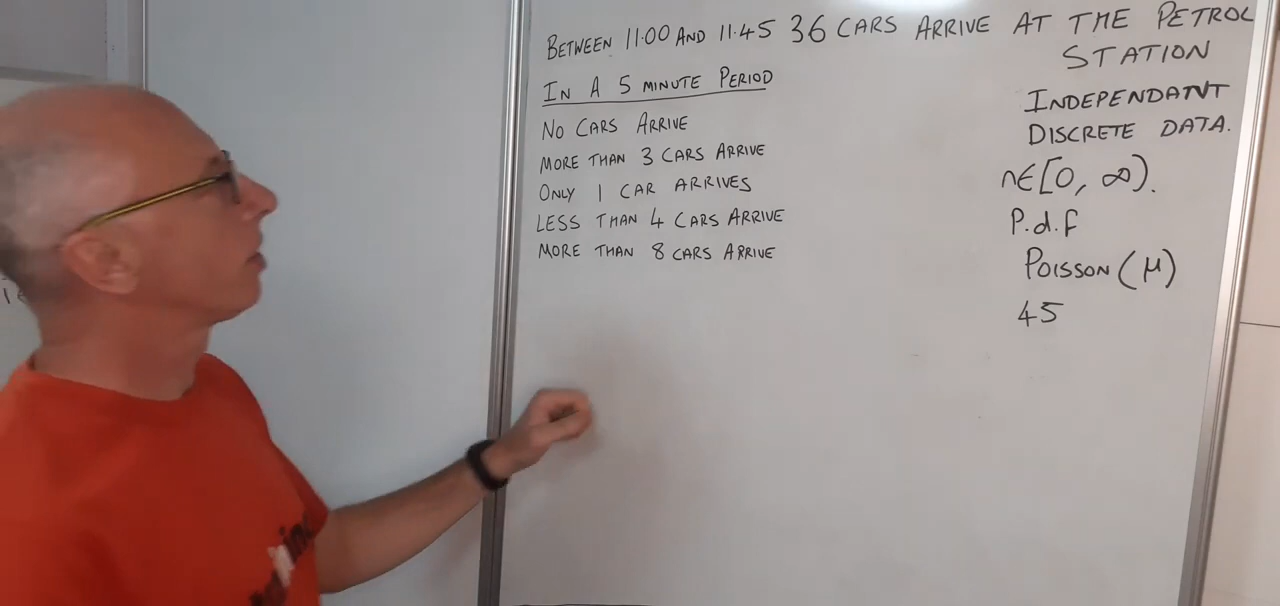 BETWEEN 11.00 AND 11.45 36 CARS ARRIVE AT THE PETROL
STATION
IN A 5 MINUTE PERIOD
NO CARS ARRIVE
MORE THAN 3 CARS ARRIVE
ONLY 1 CAR ARRIVES
LESS THAN 4 CARS ARRIVE
MORE THAN 8 CARS ARRIVE
INDEPENDANT
DISCRETE DATA.
n∈[0, ∞).
P.d.f
POISSON (μ)
45